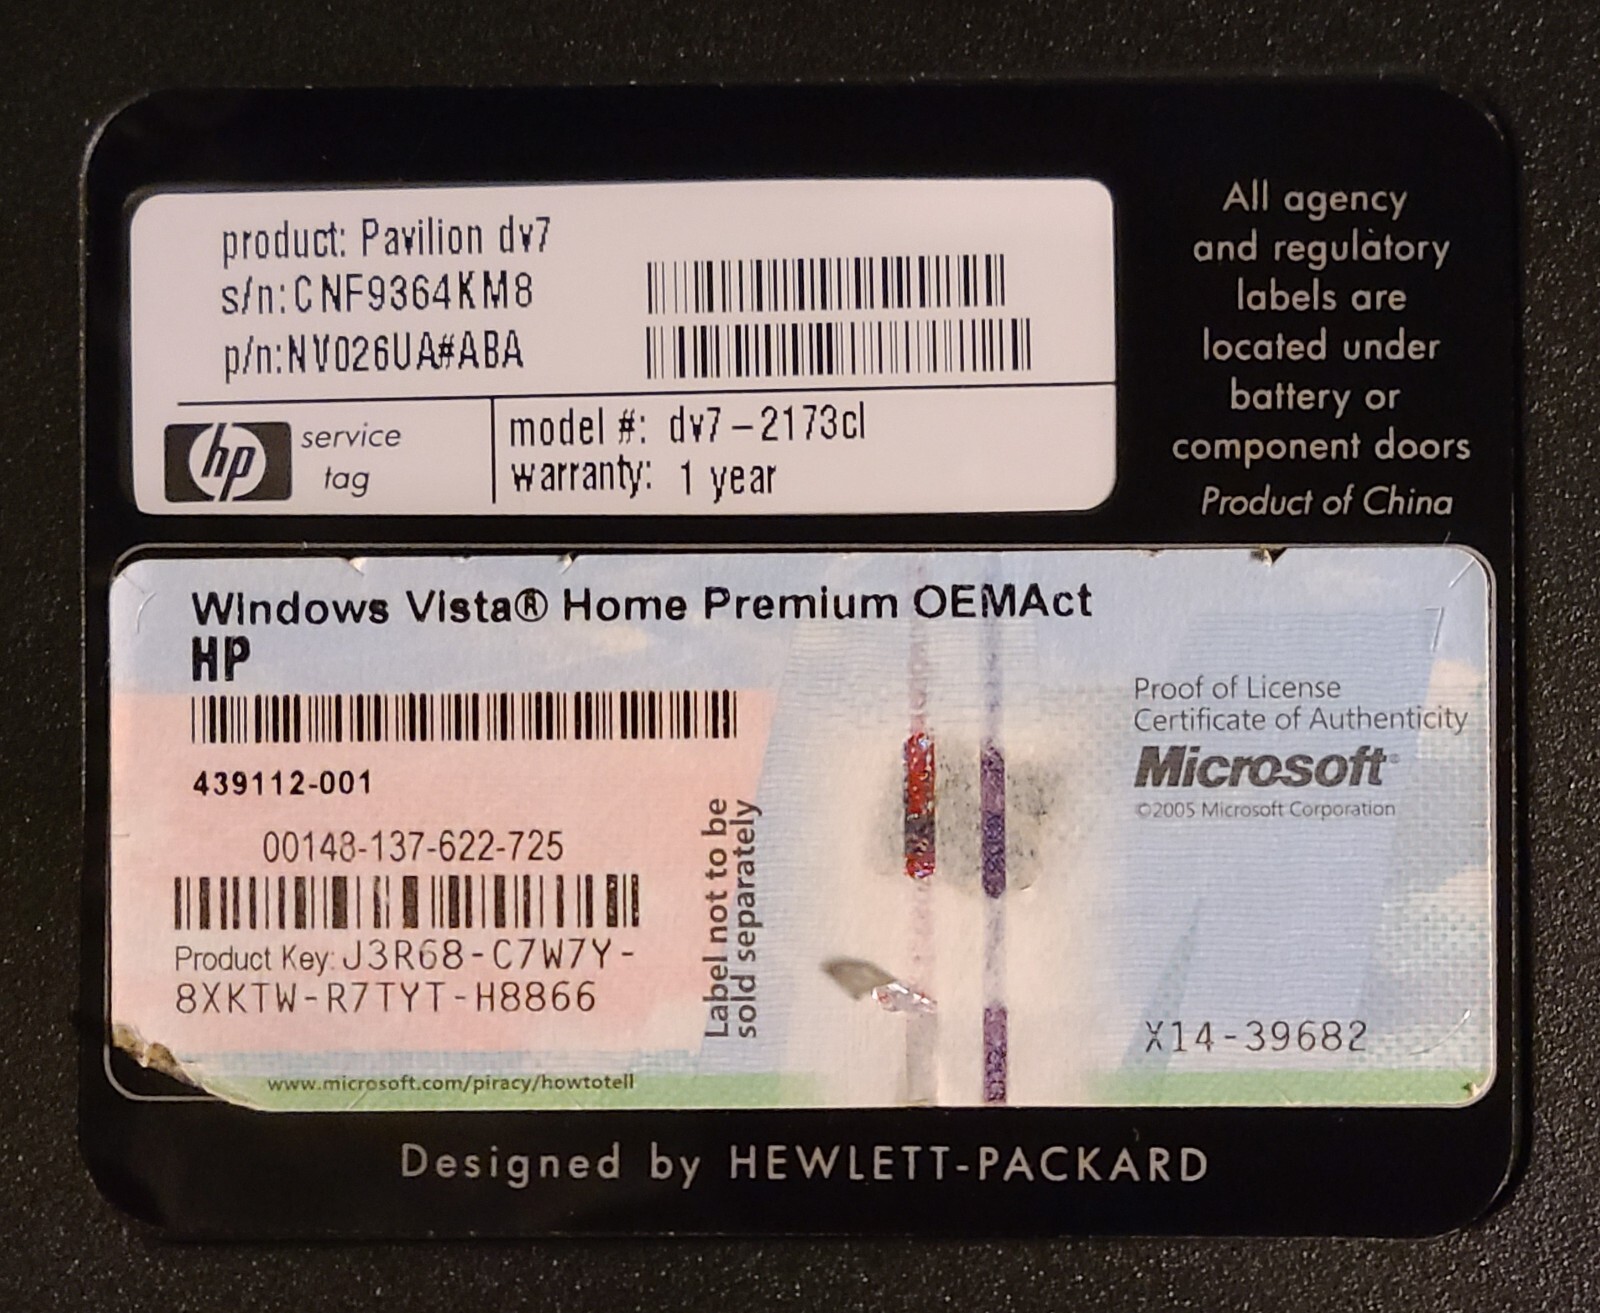 product: Pavilion dv7
s/n:CNF9364KM8
p/n:NV026UA#ABA
hp
service
tag
model #: dv7-2173cl
warranty: 1 year
All agency
and regulatory
labels are
located under
battery or
component doors
Product of China
Windows Vista® Home Premium OEMAct
HP
439112-001
00148-137-622-725
Product Key: J3R68-C7W7Y-
8XKTW-R7TYT-H8866
Label not to be
sold separately
www.microsoft.com/piracy/howtotell
Proof of License
Certificate of Authenticity
Microsoft
©2005 Microsoft Corporation
X14-39682
Designed by HEWLETT-PACKARD